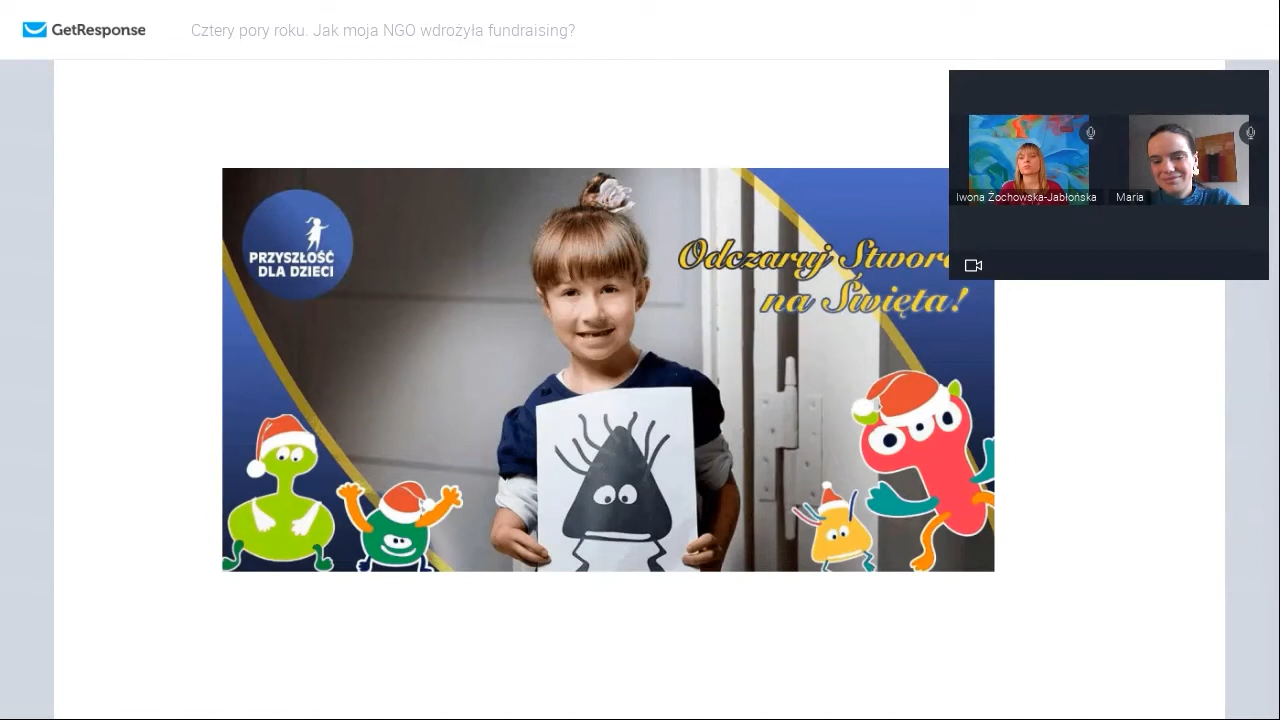 GetResponse
Cztery pory roku. Jak moja NGO wdrożyła fundraising?
Iwona Żochowska-Jabłońska
Maria
PRZYSZŁOŚĆ
DLA DZIECI
Odczaruj
na Święta!